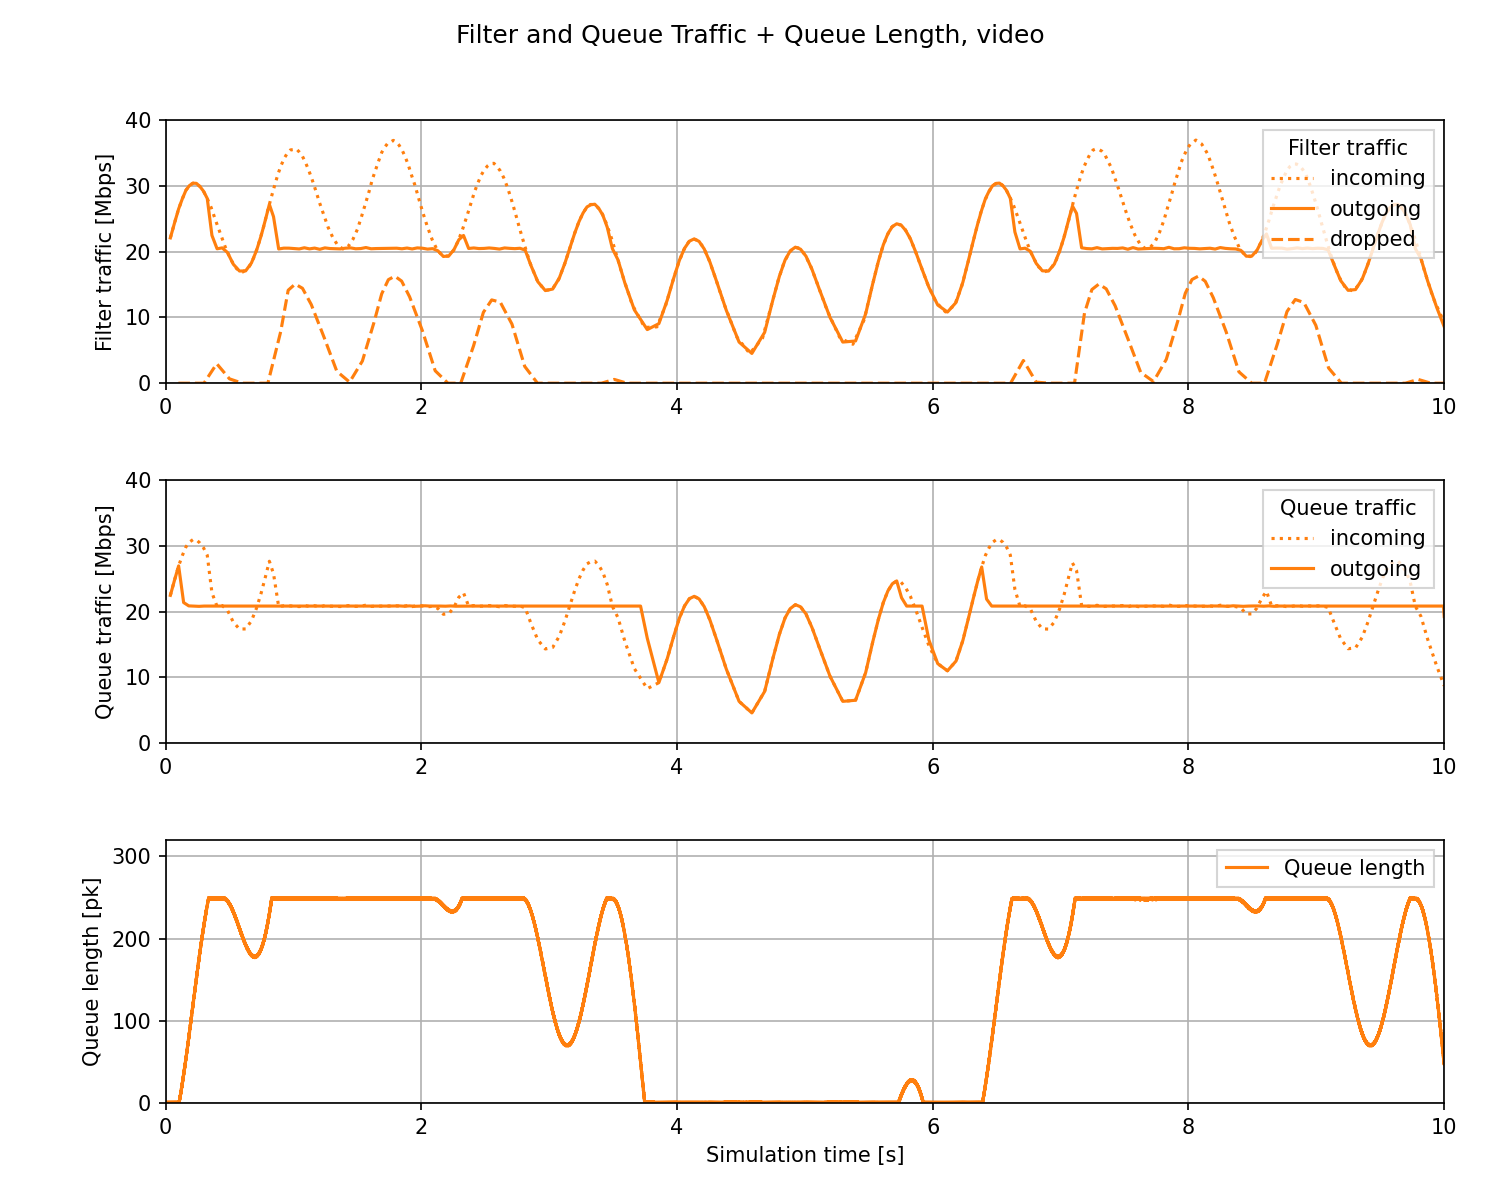 Filter and Queue Traffic + Queue Length, video
Filter traffic [Mbps]
40
30
20
10
0
0 2 4 6 8 10
Filter traffic
incoming
outgoing
dropped
Queue traffic [Mbps]
40
30
20
10
0
0 2 4 6 8 10
Queue traffic
incoming
outgoing
Queue length [pk]
300
200
100
0
0 2 4 6 8 10
Queue length
Simulation time [s]